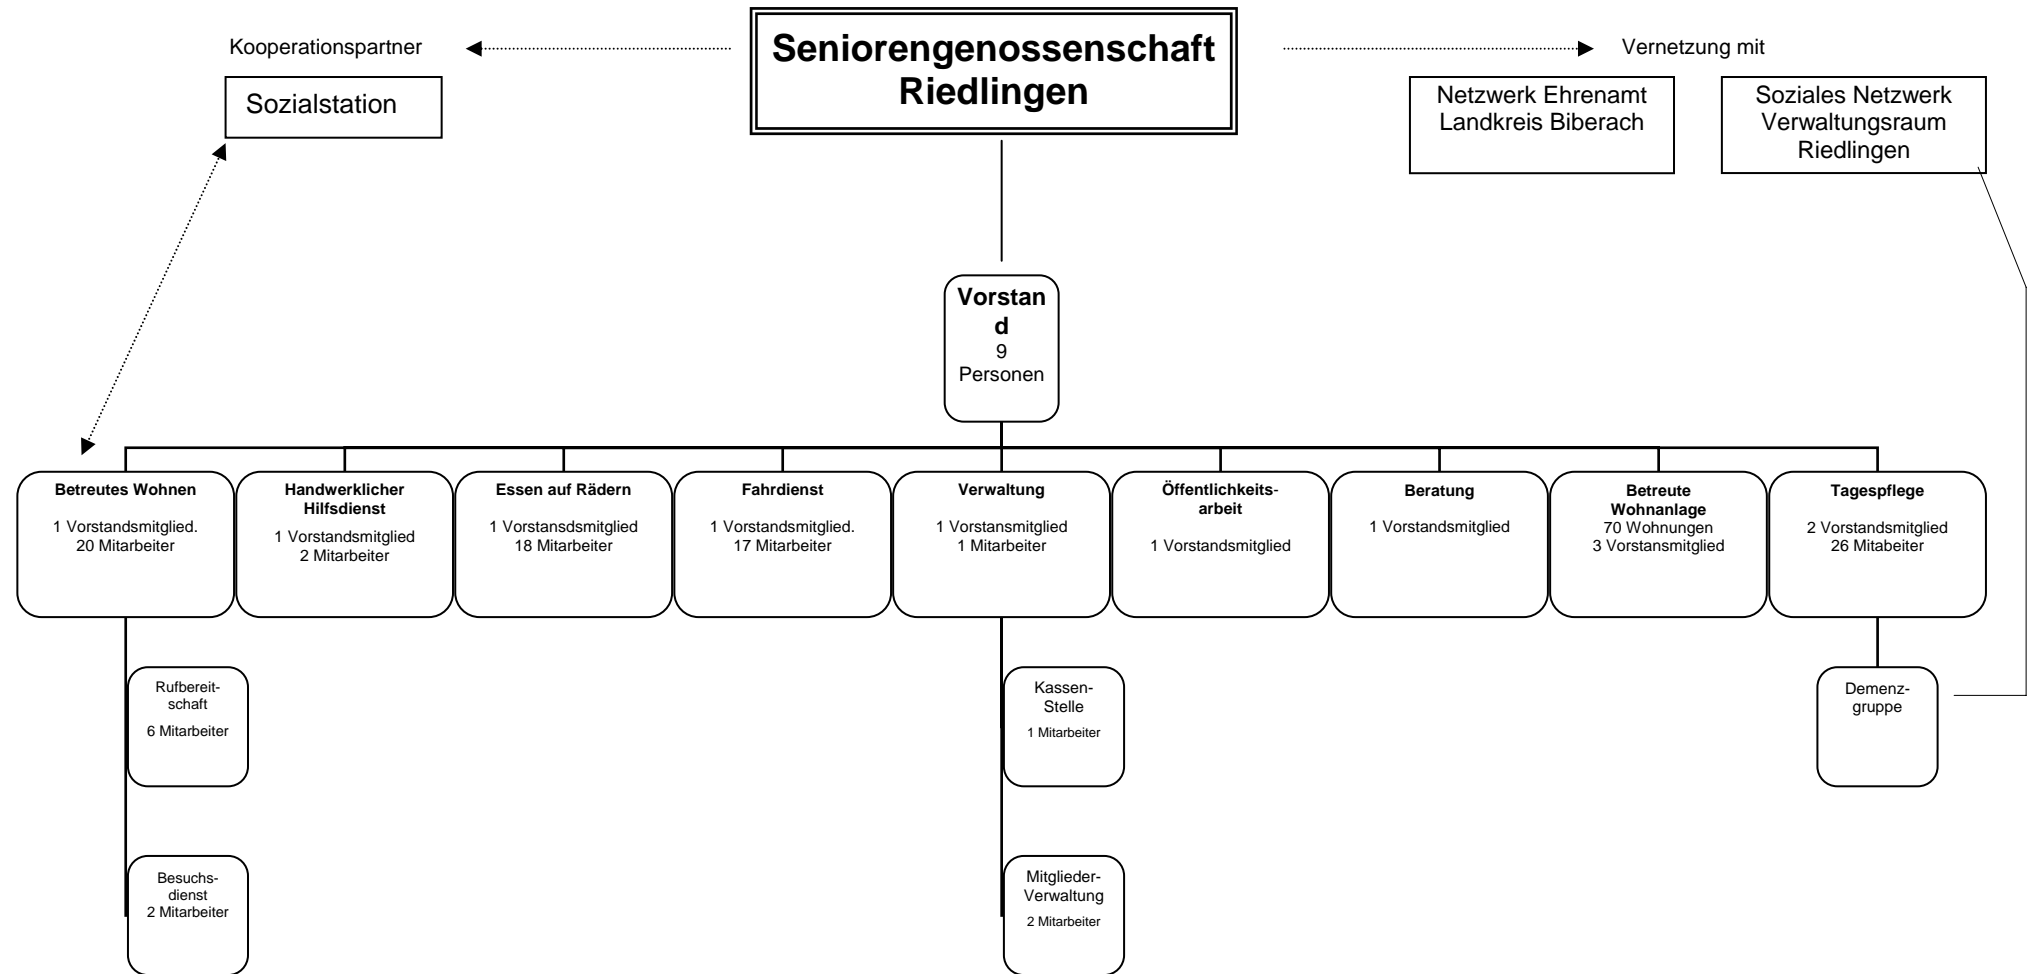 Kooperationspartner
Sozialstation
Seniorengenossenschaft
Riedlingen
Vernetzung mit
Netzwerk Ehrenamt
Landkreis Biberach
Soziales Netzwerk
Verwaltungsraum
Riedlingen
Vorstan
d
9
Personen
Betreutes Wohnen
1 Vorstandsmitglied.
20 Mitarbeiter
Handwerklicher
Hilfsdienst
1 Vorstandsmitglied
2 Mitarbeiter
Essen auf Rädern
1 Vorstansdsmitglied
18 Mitarbeiter
Fahrdienst
1 Vorstandsmitglied.
17 Mitarbeiter
Verwaltung
1 Vorstansmitglied
1 Mitarbeiter
Öffentlichkeits-
arbeit
1 Vorstandsmitglied
Beratung
1 Vorstandsmitglied
Betreute
Wohnanlage
70 Wohnungen
3 Vorstansmitglied
Tagespflege
2 Vorstandsmitglied
26 Mitabeiter
Rufbereit-
schaft
6 Mitarbeiter
Kassen-
Stelle
1 Mitarbeiter
Demenz-
gruppe
Besuchs-
dienst
2 Mitarbeiter
Mitglieder-
Verwaltung
2 Mitarbeiter